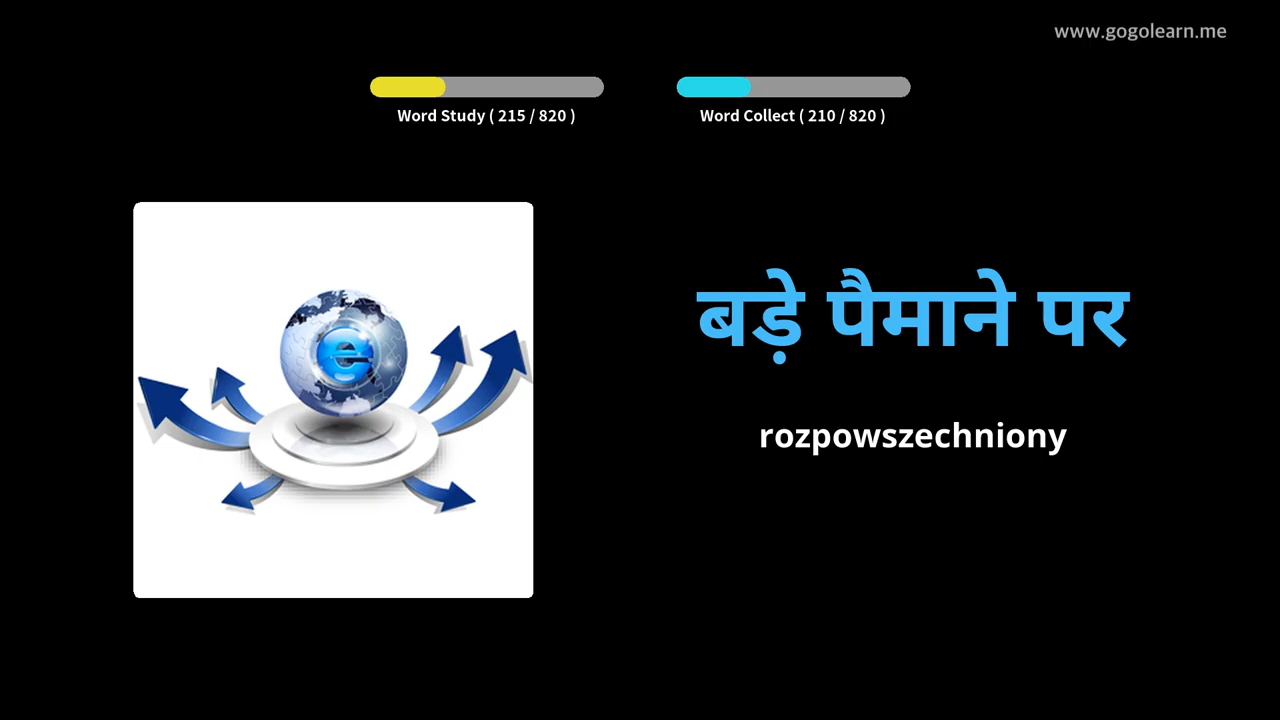 www.gogolearn.me
Word Study ( 215 / 820 )
Word Collect ( 210 / 820 )
e
बड़े पैमाने पर
rozpowszechniony